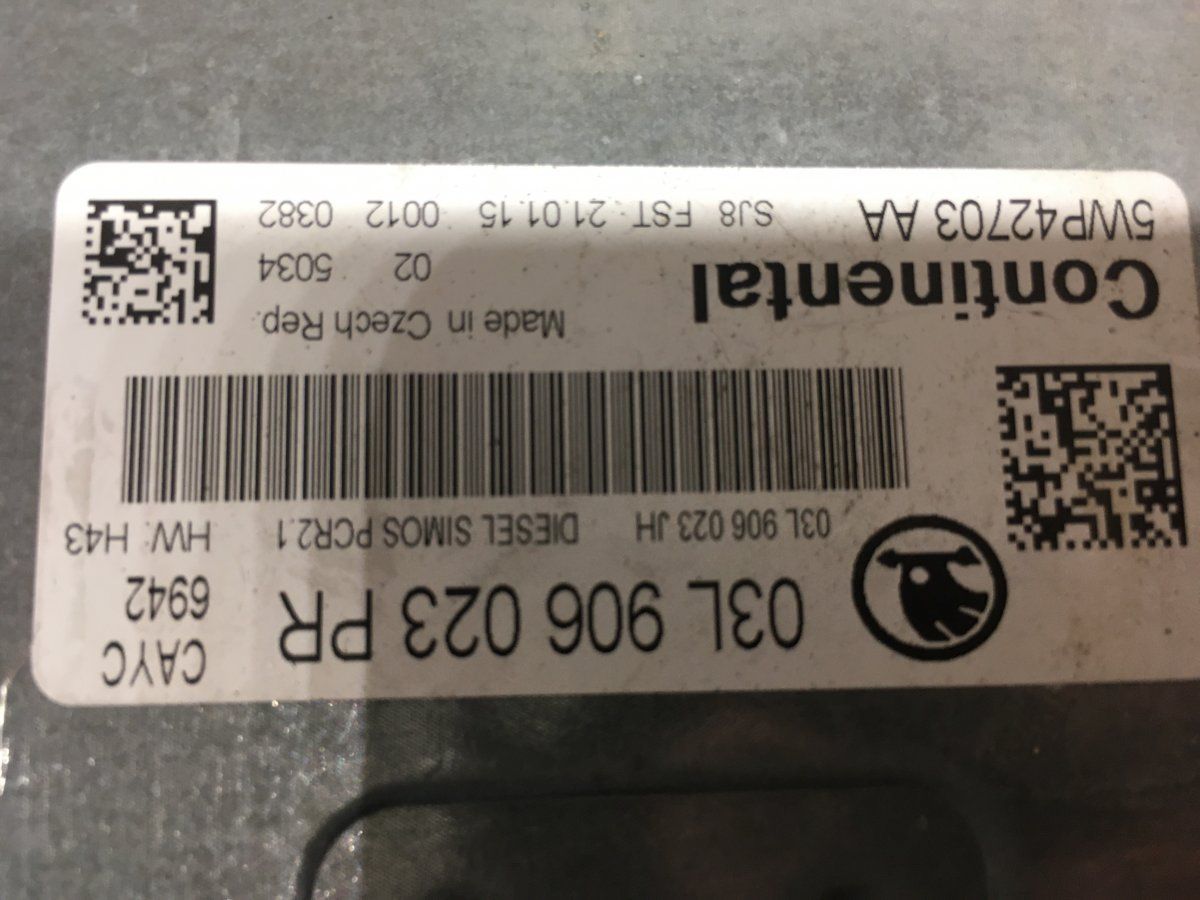 03L 906 023 PR
CAYC
6942
03L 906 023 JH DIESEL SIMOS PCR2.1 HW: H43
Continental
Made in Czech Rep.
02 5034
5WP42703 AA SJ8 FST 21.01.15 0012 0382